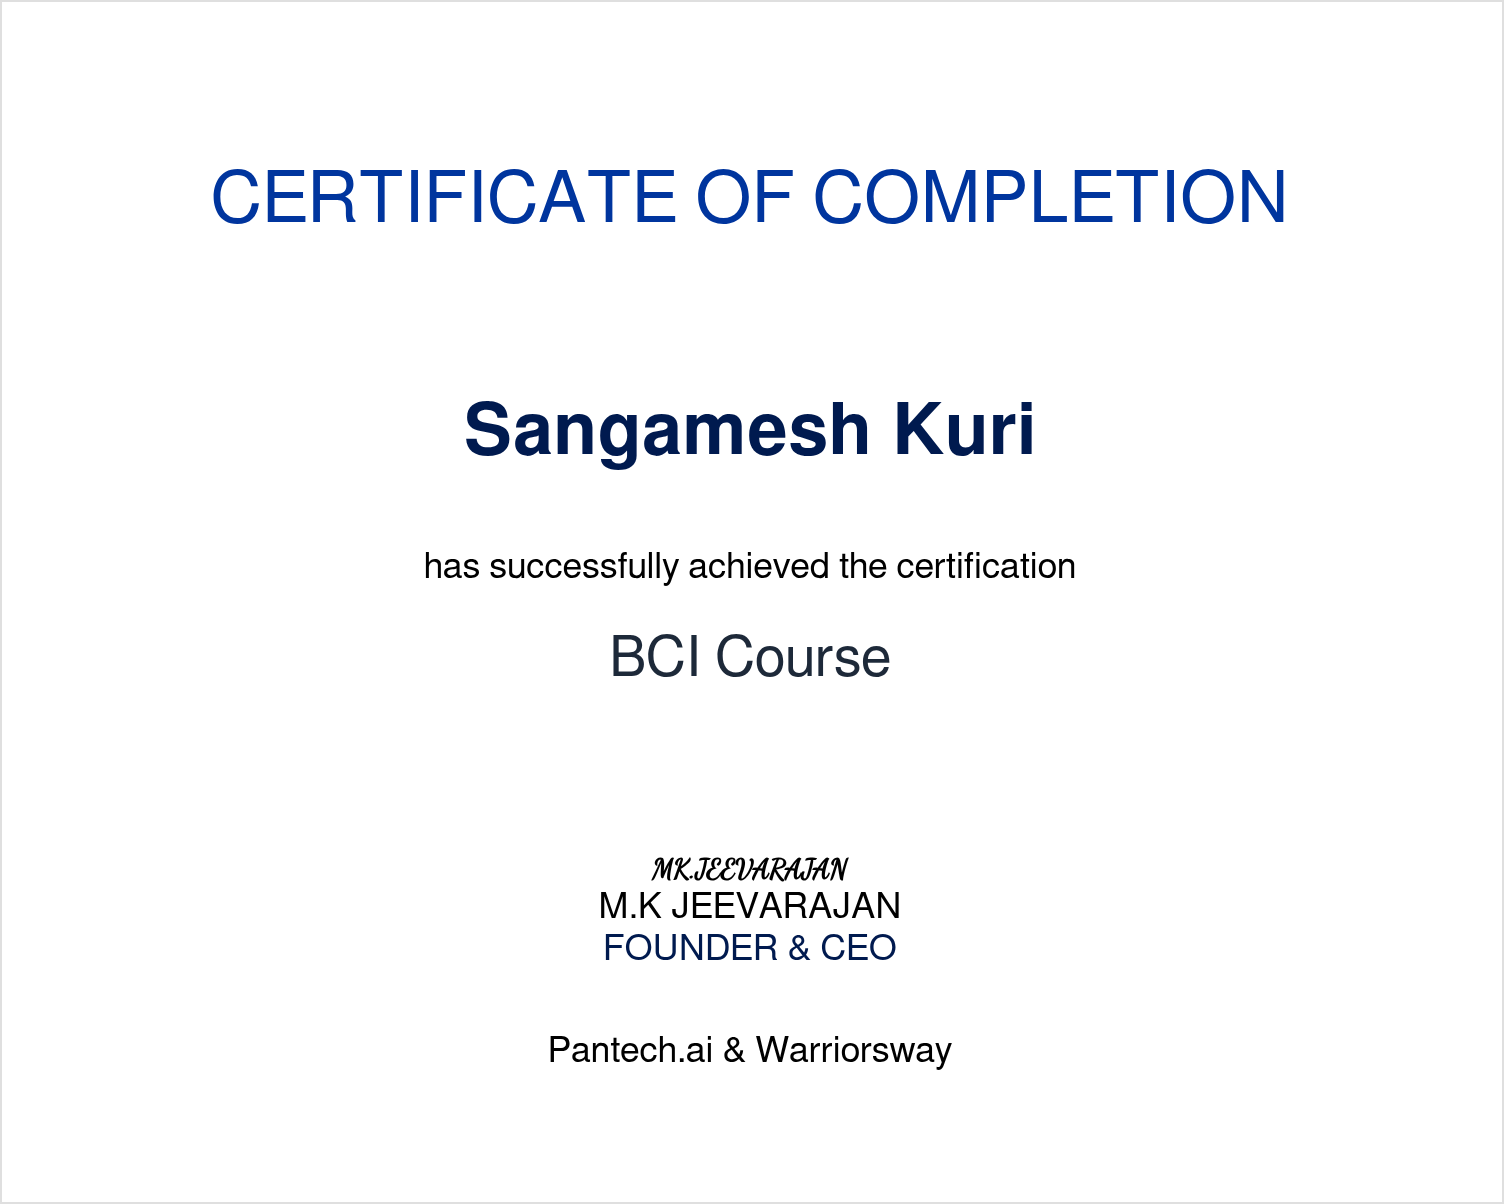 CERTIFICATE OF COMPLETION
Sangamesh Kuri
has successfully achieved the certification
BCI Course
MK.JEEVARAJAN
M.K JEEVARAJAN
FOUNDER & CEO
Pantech.ai & Warriorsway